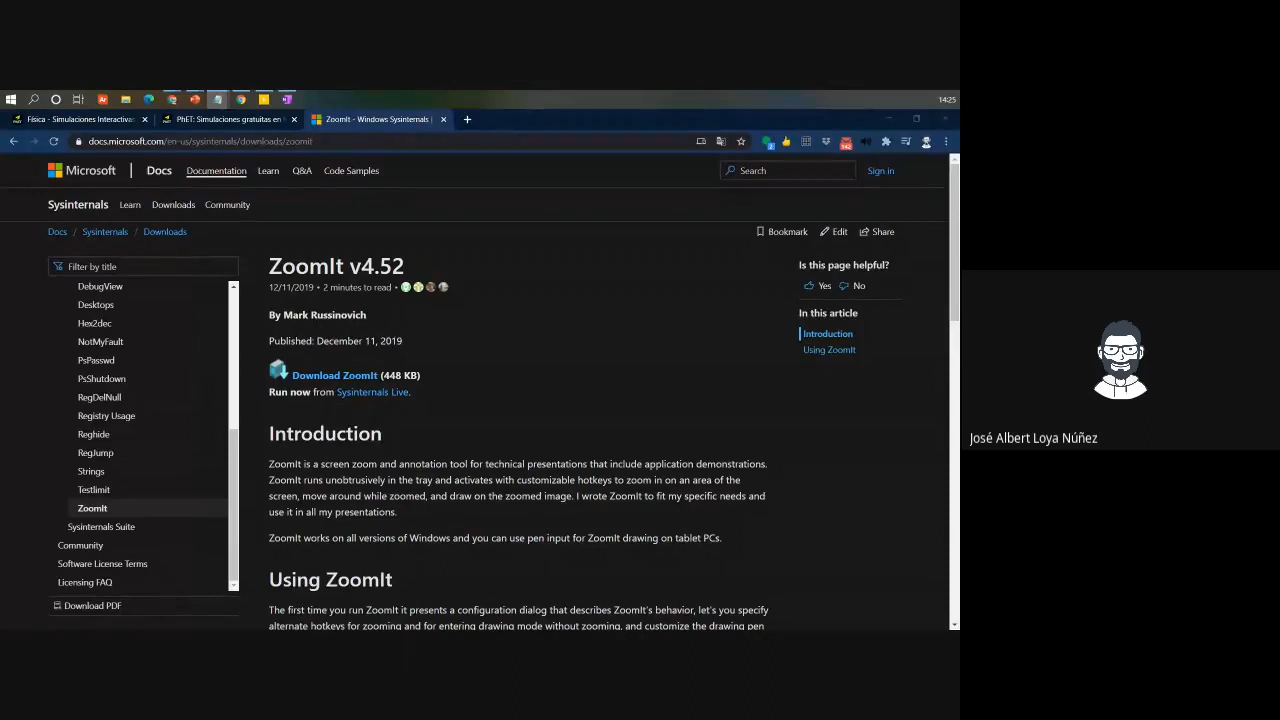 14:25
Física - Simulaciones Interactivas
PhET: Simulaciones gratuitas en
ZoomIt - Windows Sysinternals |
docs.microsoft.com/en-us/sysinternals/downloads/zoomit
Microsoft
Docs
Documentation
Learn
Q&A
Code Samples
Search
Sign in
Sysinternals
Learn
Downloads
Community
Docs / Sysinternals / Downloads
Bookmark
Edit
Share
Filter by title
DebugView
Desktops
Hex2dec
NotMyFault
PsPasswd
PsShutdown
RegDelNull
Registry Usage
Reghide
RegJump
Strings
Testlimit
ZoomIt
Sysinternals Suite
Community
Software License Terms
Licensing FAQ
Download PDF
ZoomIt v4.52
12/11/2019 • 2 minutes to read •
By Mark Russinovich
Published: December 11, 2019
Download ZoomIt (448 KB)
Run now from Sysinternals Live.
Introduction
ZoomIt is a screen zoom and annotation tool for technical presentations that include application demonstrations.
ZoomIt runs unobtrusively in the tray and activates with customizable hotkeys to zoom in on an area of the
screen, move around while zoomed, and draw on the zoomed image. I wrote ZoomIt to fit my specific needs and
use it in all my presentations.
ZoomIt works on all versions of Windows and you can use pen input for ZoomIt drawing on tablet PCs.
Using ZoomIt
The first time you run ZoomIt it presents a configuration dialog that describes ZoomIt's behavior, let's you specify
alternate hotkeys for zooming and for entering drawing mode without zooming, and customize the drawing pen
Is this page helpful?
Yes
No
In this article
Introduction
Using ZoomIt
José Albert Loya Núñez